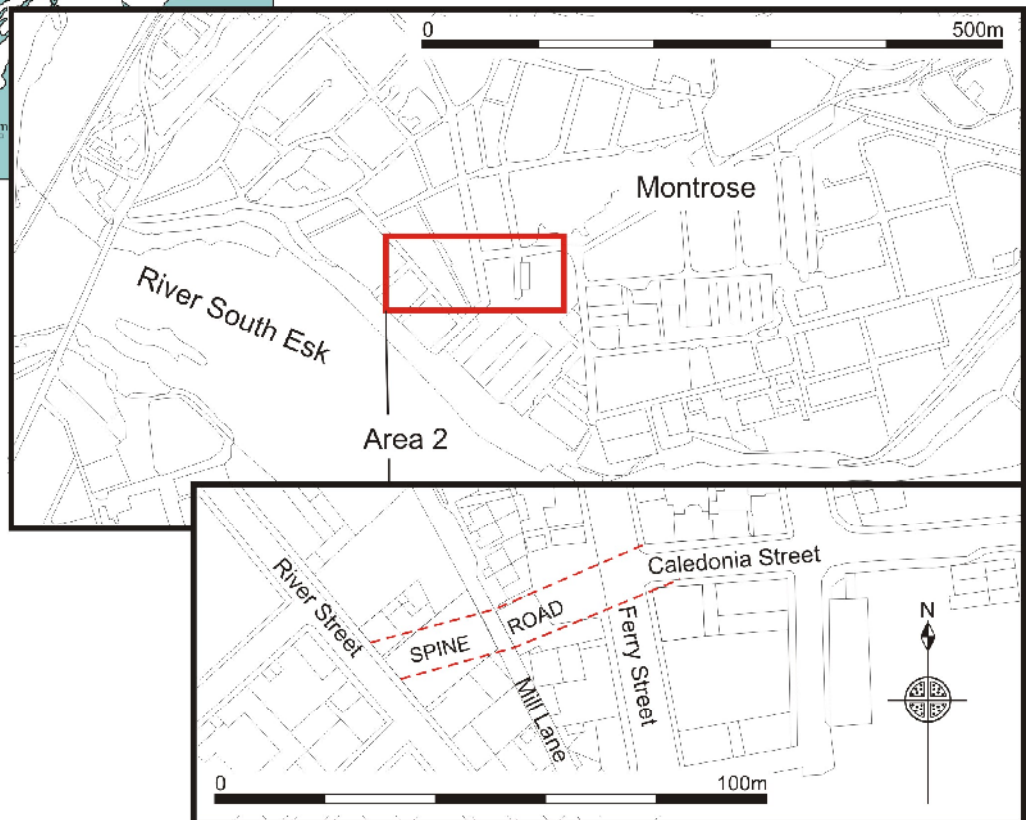 0 500m
m
Montrose
River South Esk
Area 2
River Street
Caledonia Street
SPINE ROAD
Ferry Street
Mill Lane
N
0 100m